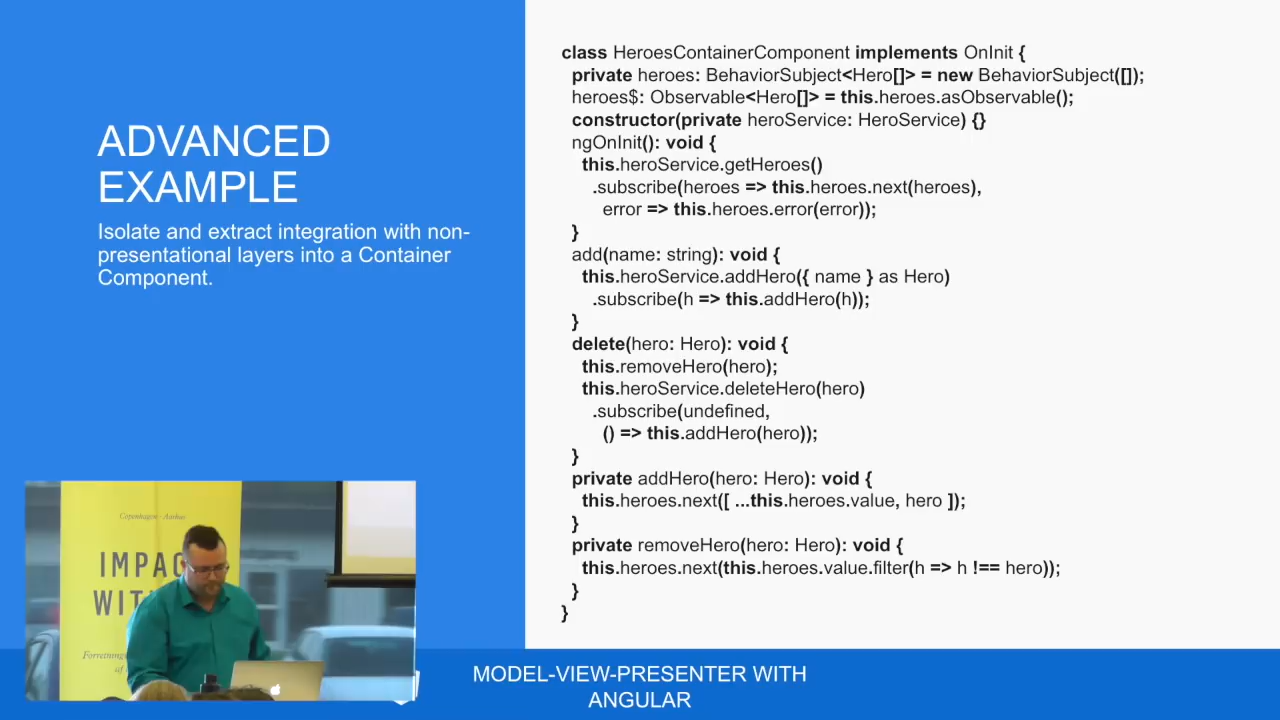 ADVANCED
EXAMPLE
Isolate and extract integration with non-
presentational layers into a Container
Component.
class HeroesContainerComponent implements OnInit {
private heroes: BehaviorSubject<Hero[]> = new BehaviorSubject([]);
heroes$: Observable<Hero[]> = this.heroes.asObservable();
constructor(private heroService: HeroService) {}
ngOnInit(): void {
this.heroService.getHeroes()
.subscribe(heroes => this.heroes.next(heroes),
error => this.heroes.error(error));
}
add(name: string): void {
this.heroService.addHero({ name } as Hero)
.subscribe(h => this.addHero(h));
}
delete(hero: Hero): void {
this.removeHero(hero);
this.heroService.deleteHero(hero)
.subscribe(undefined,
() => this.addHero(hero));
}
private addHero(hero: Hero): void {
this.heroes.next([ ...this.heroes.value, hero ]);
}
private removeHero(hero: Hero): void {
this.heroes.next(this.heroes.value.filter(h => h !== hero));
}
}
Copenhagen - Aarhus
IMPAC
WIT
Forretning
af
MODEL-VIEW-PRESENTER WITH
ANGULAR